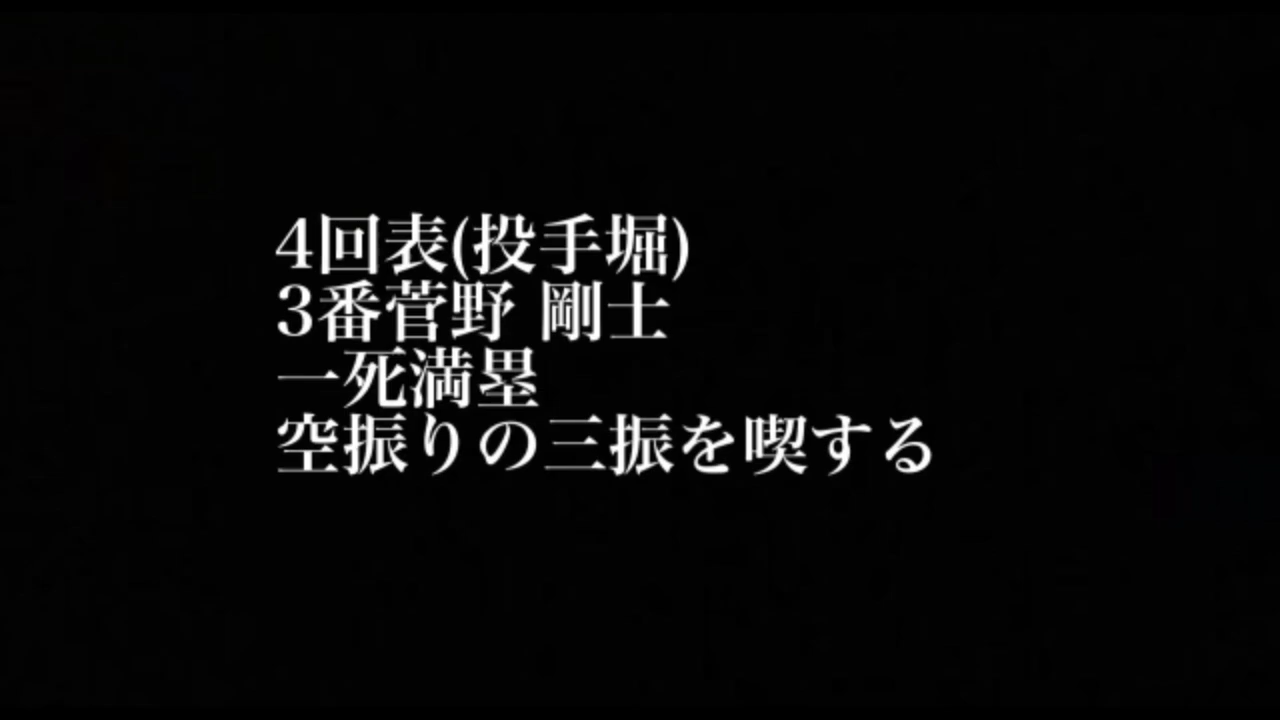 4回表(投手堀)
3番菅野 剛士
一死満塁
空振りの三振を喫する